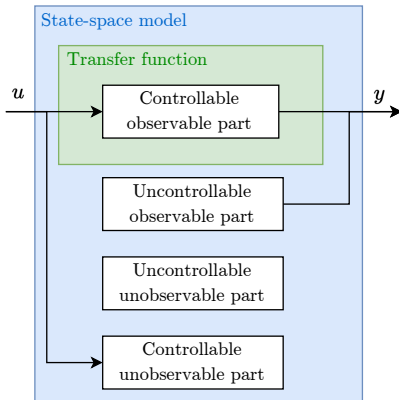 State-space model
Transfer function
u
y
Controllable
observable part
Uncontrollable
observable part
Uncontrollable
unobservable part
Controllable
unobservable part